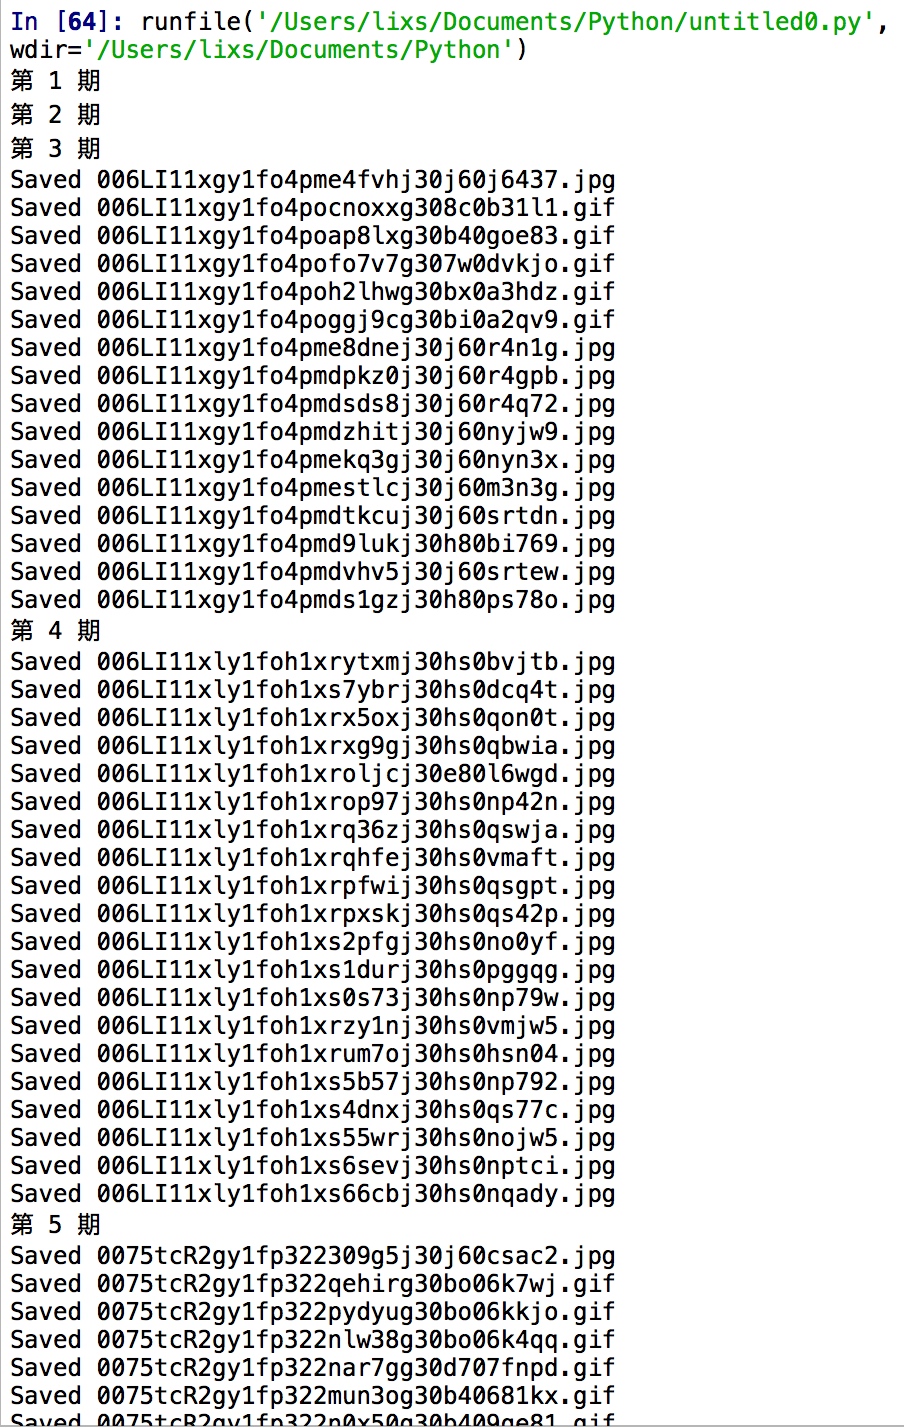 In [64]: runfile('/Users/lixs/Documents/Python/untitled0.py',
wdir='/Users/lixs/Documents/Python')
第 1 期
第 2 期
第 3 期
Saved 006LI11xgy1fo4pme4fvhj30j60j6437.jpg
Saved 006LI11xgy1fo4pocnoxxg308c0b31l1.gif
Saved 006LI11xgy1fo4poap8lxg30b40goe83.gif
Saved 006LI11xgy1fo4pofo7v7g307w0dvkjo.gif
Saved 006LI11xgy1fo4poh2lhwg30bx0a3hdz.gif
Saved 006LI11xgy1fo4poggj9cg30bi0a2qv9.gif
Saved 006LI11xgy1fo4pme8dnej30j60r4n1g.jpg
Saved 006LI11xgy1fo4pmdpkz0j30j60r4gpb.jpg
Saved 006LI11xgy1fo4pmdsds8j30j60r4q72.jpg
Saved 006LI11xgy1fo4pmdzhitj30j60nyjw9.jpg
Saved 006LI11xgy1fo4pmekq3gj30j60nyn3x.jpg
Saved 006LI11xgy1fo4pmestlcj30j60m3n3g.jpg
Saved 006LI11xgy1fo4pmdtkcuj30j60srtdn.jpg
Saved 006LI11xgy1fo4pmd9lukj30h80bi769.jpg
Saved 006LI11xgy1fo4pmdvhv5j30j60srtew.jpg
Saved 006LI11xgy1fo4pmds1gzj30h80ps78o.jpg
第 4 期
Saved 006LI11xly1foh1xrytxmj30hs0bvjtb.jpg
Saved 006LI11xly1foh1xs7ybrj30hs0dcq4t.jpg
Saved 006LI11xly1foh1xrx5oxj30hs0qon0t.jpg
Saved 006LI11xly1foh1xrxg9gj30hs0qbwia.jpg
Saved 006LI11xly1foh1xroljcj30e80l6wgd.jpg
Saved 006LI11xly1foh1xrop97j30hs0np42n.jpg
Saved 006LI11xly1foh1xrq36zj30hs0qswja.jpg
Saved 006LI11xly1foh1xrqhfej30hs0vmaft.jpg
Saved 006LI11xly1foh1xrpfwij30hs0qsgpt.jpg
Saved 006LI11xly1foh1xrpxskj30hs0qs42p.jpg
Saved 006LI11xly1foh1xs2pfgj30hs0no0yf.jpg
Saved 006LI11xly1foh1xs1durj30hs0pggqg.jpg
Saved 006LI11xly1foh1xs0s73j30hs0np79w.jpg
Saved 006LI11xly1foh1xrzy1nj30hs0vmjw5.jpg
Saved 006LI11xly1foh1xrum7oj30hs0hsn04.jpg
Saved 006LI11xly1foh1xs5b57j30hs0np792.jpg
Saved 006LI11xly1foh1xs4dnxj30hs0qs77c.jpg
Saved 006LI11xly1foh1xs55wrj30hs0nojw5.jpg
Saved 006LI11xly1foh1xs6sevj30hs0nptci.jpg
Saved 006LI11xly1foh1xs66cbj30hs0nqady.jpg
第 5 期
Saved 0075tcR2gy1fp322309g5j30j60csac2.jpg
Saved 0075tcR2gy1fp322qehirg30bo06k7wj.gif
Saved 0075tcR2gy1fp322pydyug30bo06kkjo.gif
Saved 0075tcR2gy1fp322nlw38g30bo06k4qq.gif
Saved 0075tcR2gy1fp322nar7gg30d707fnpd.gif
Saved 0075tcR2gy1fp322mun3og30b40681kx.gif
Saved 0075tcR2gy1fp322n0x50g30b409ge81.gif